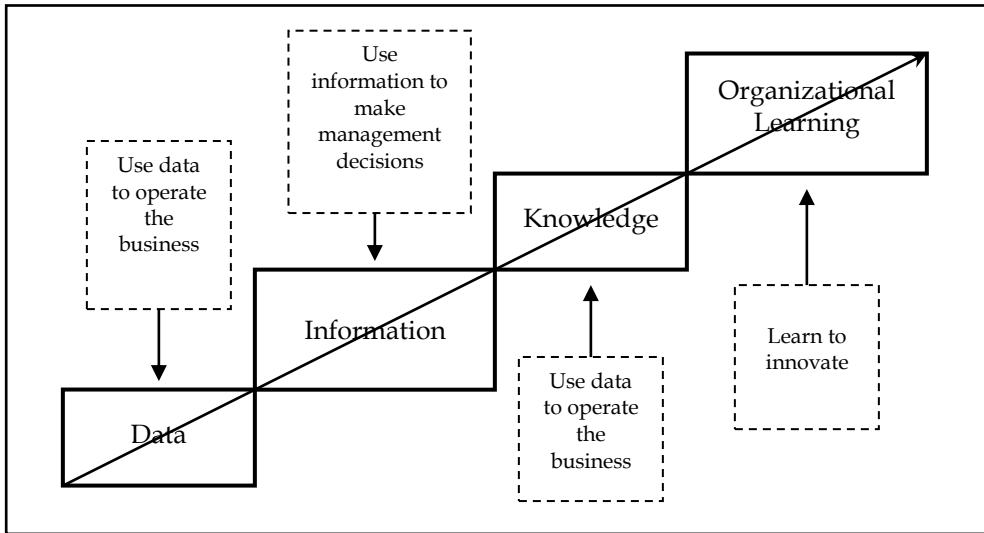 Use data
to operate
the
business
Data
Use
information to
make
management
decisions
Information
Knowledge
Use data
to operate
the
business
Organizational
Learning
Learn to
innovate